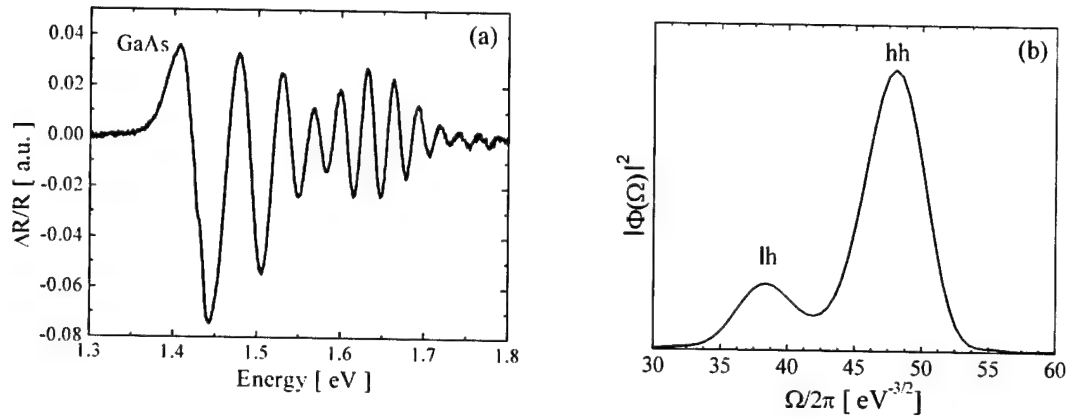 (a)
GaAs
ΔR/R [ a.u. ]
0.04
0.02
0.00
-0.02
-0.04
-0.06
-0.08
1.3 1.4 1.5 1.6 1.7 1.8
Energy [ eV ]
(b)
hh
lh
|Φ(Ω)|²
30 35 40 45 50 55 60
Ω/2π [ eV⁻³/² ]